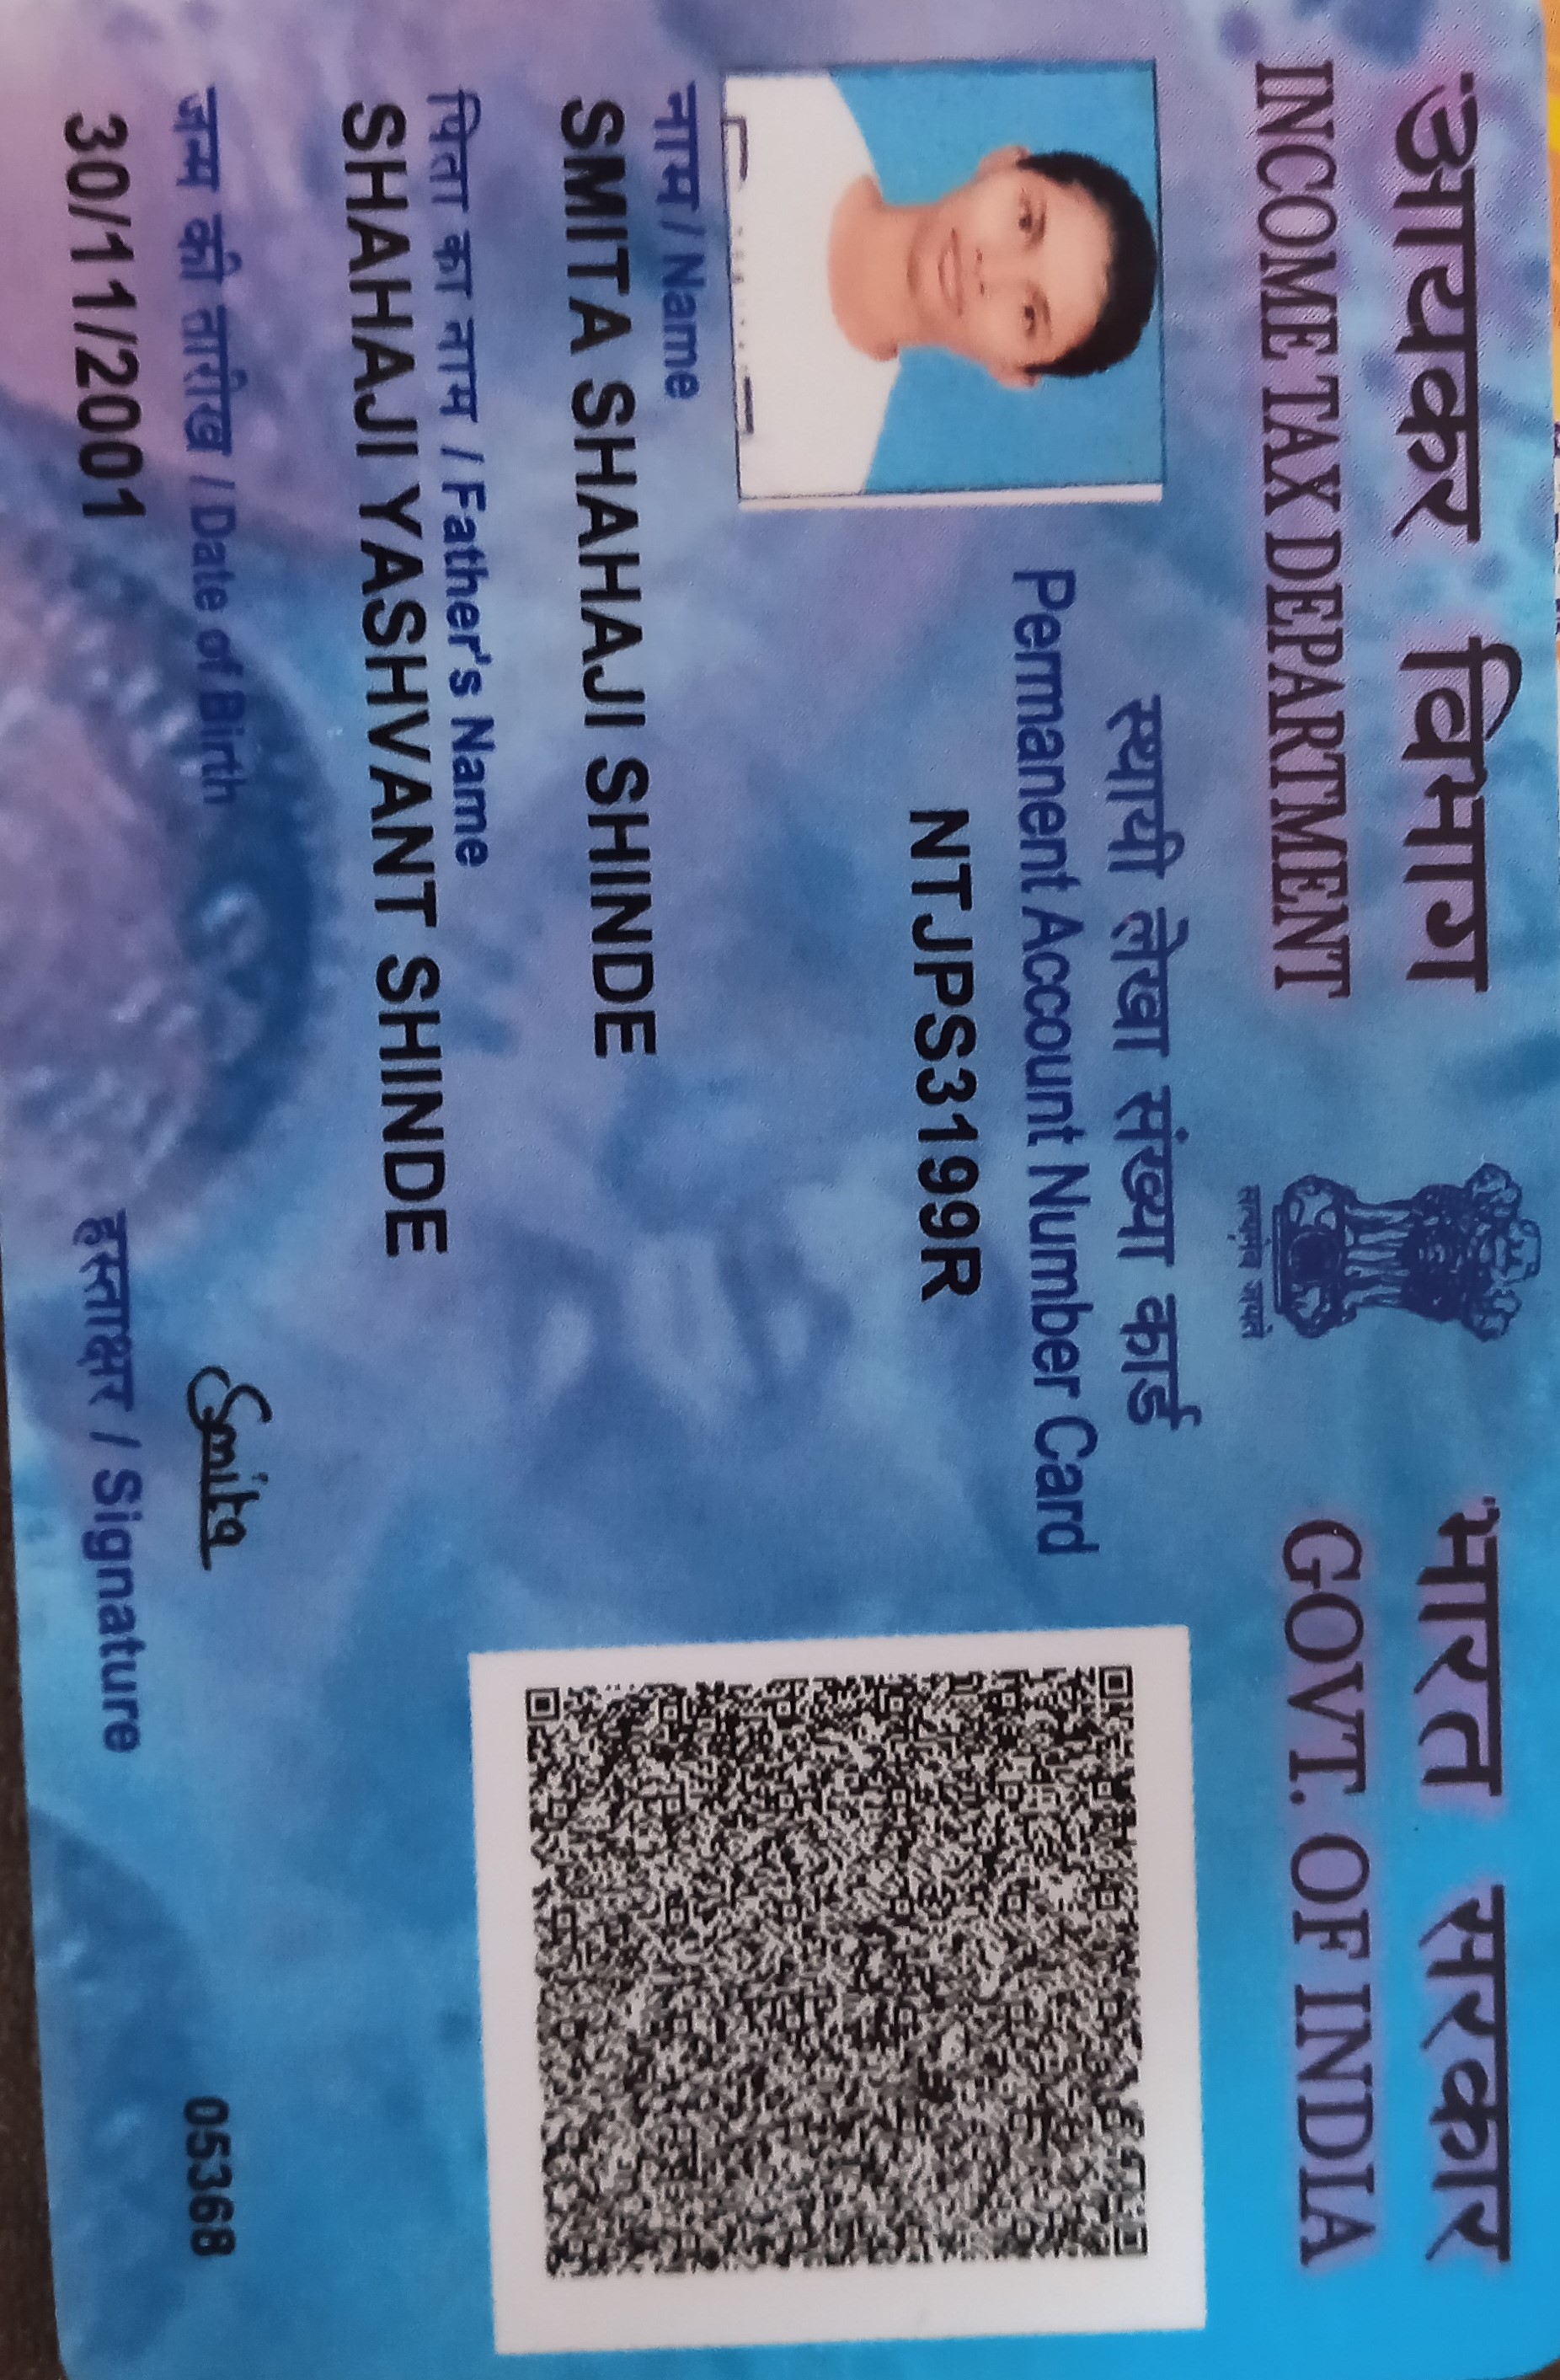 आयकर विभाग
INCOME TAX DEPARTMENT
सत्यमेव जयते
भारत सरकार
GOVT. OF INDIA
स्थायी लेखा संख्या कार्ड
Permanent Account Number Card
NTJPS3199R
नाम / Name
SMITA SHAHAJI SHINDE
पिता का नाम / Father's Name
SHAHAJI YASHVANT SHINDE
जन्म की तारीख / Date of Birth
30/11/2001
Smita
हस्ताक्षर / Signature
05368